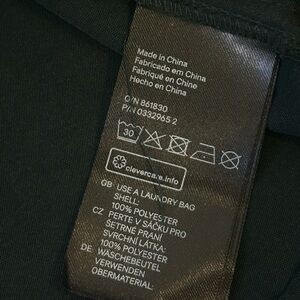 Made in China
Fabricado em China
Fabriqué en Chine
Hecho en China
O/N 861830
P/N 0332965 2
30
clevercare.info
GB USE A LAUNDRY BAG
SHELL:
100% POLYESTER
CZ PERTE V SÁČKU PRO
ŠETRNÉ PRANÍ
SVRCHNÍ LÁTKA:
100% POLYESTER
DE WÄSCHEBEUTEL
VERWENDEN
OBERMATERIAL: